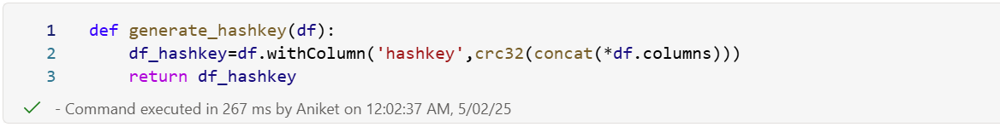 1 def generate_hashkey(df):
2 df_hashkey=df.withColumn('hashkey',crc32(concat(*df.columns)))
3 return df_hashkey
- Command executed in 267 ms by Aniket on 12:02:37 AM, 5/02/25